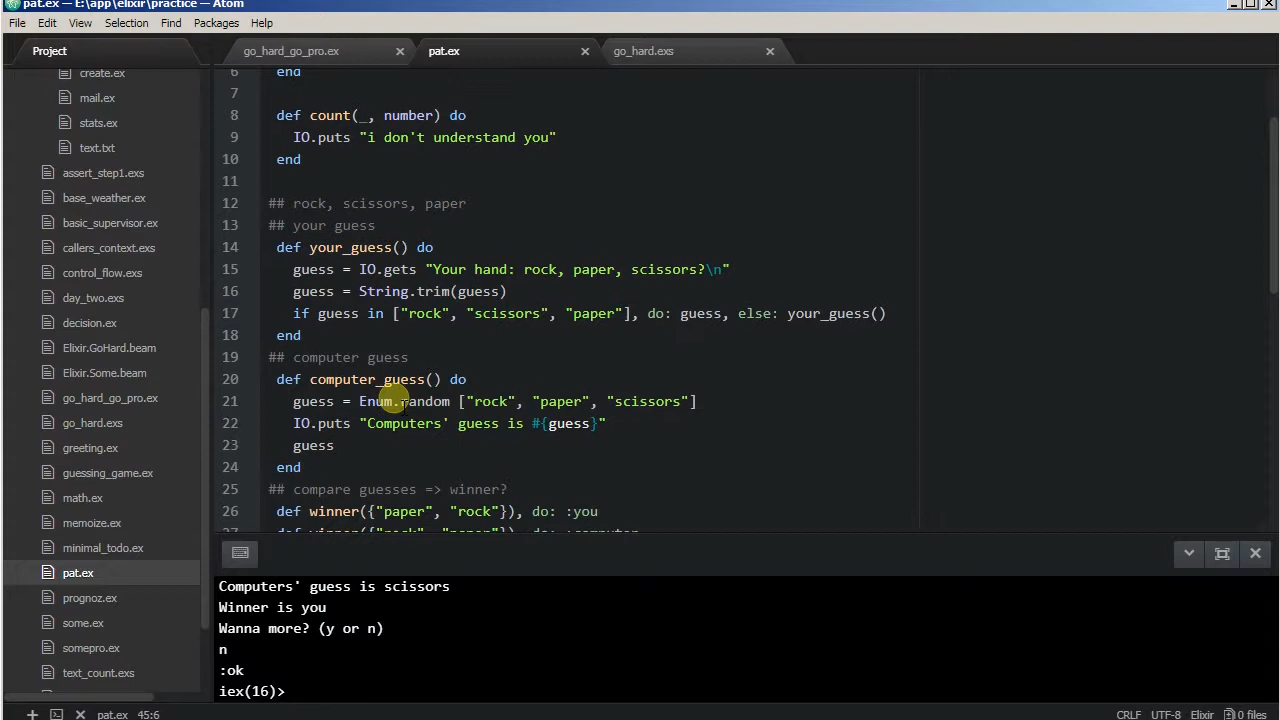 pat.ex — E:\app\elixir\practice — Atom
File Edit View Selection Find Packages Help
Project
go_hard_go_pro.ex
pat.ex
go_hard.exs
create.ex
mail.ex
stats.ex
text.txt
assert_step1.exs
base_weather.ex
basic_supervisor.ex
callers_context.exs
control_flow.exs
day_two.exs
decision.ex
Elixir.GoHard.beam
Elixir.Some.beam
go_hard_go_pro.ex
go_hard.exs
greeting.ex
guessing_game.ex
math.ex
memoize.ex
minimal_todo.ex
pat.ex
prognoz.ex
some.ex
somepro.ex
text_count.exs
6 end
7
8 def count(_, number) do
9 IO.puts "i don't understand you"
10 end
11
12 ## rock, scissors, paper
13 ## your guess
14 def your_guess() do
15 guess = IO.gets "Your hand: rock, paper, scissors?\n"
16 guess = String.trim(guess)
17 if guess in ["rock", "scissors", "paper"], do: guess, else: your_guess()
18 end
19 ## computer guess
20 def computer_guess() do
21 guess = Enum.random ["rock", "paper", "scissors"]
22 IO.puts "Computers' guess is #{guess}"
23 guess
24 end
25 ## compare guesses => winner?
26 def winner({"paper", "rock"}), do: :you
27 def winner({"rock", "paper"}), do: :computer
Computers' guess is scissors
Winner is you
Wanna more? (y or n)
n
:ok
iex(16)>
pat.ex 45:6
CRLF UTF-8 Elixir 0 files